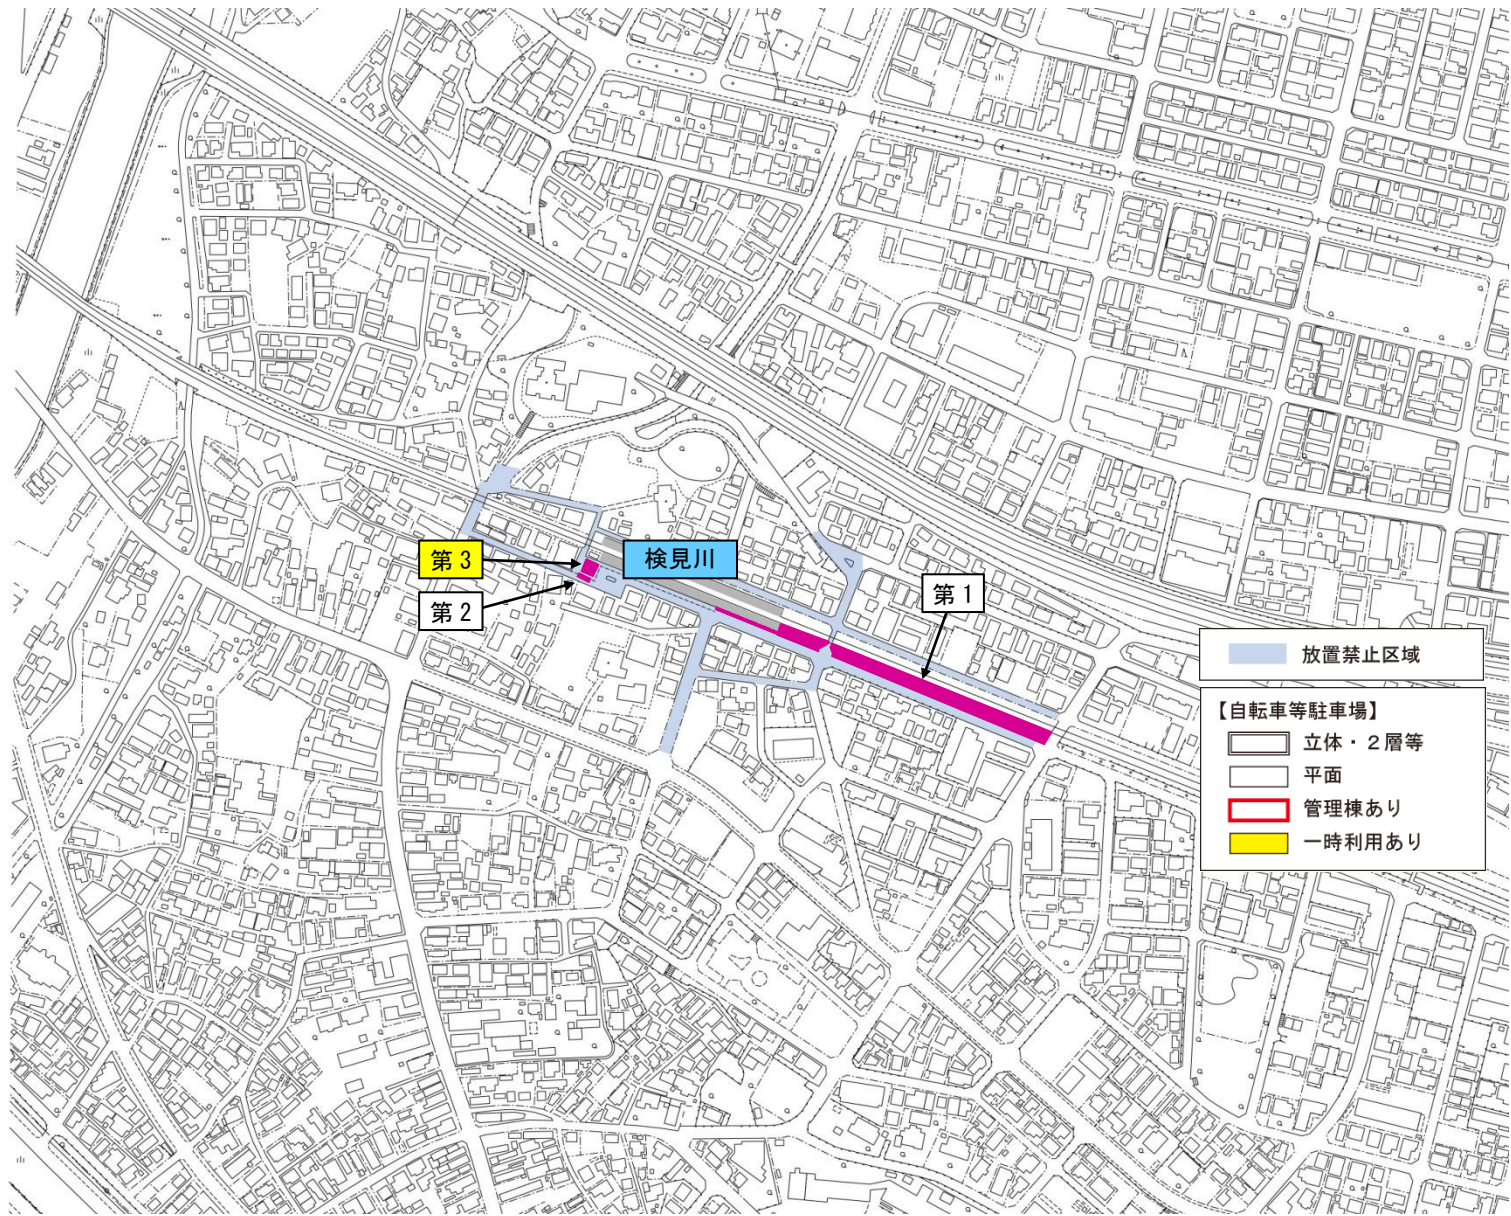 第３
検見川
第２
第１
放置禁止区域
【自転車等駐車場】
立体・２層等
平面
管理棟あり
一時利用あり